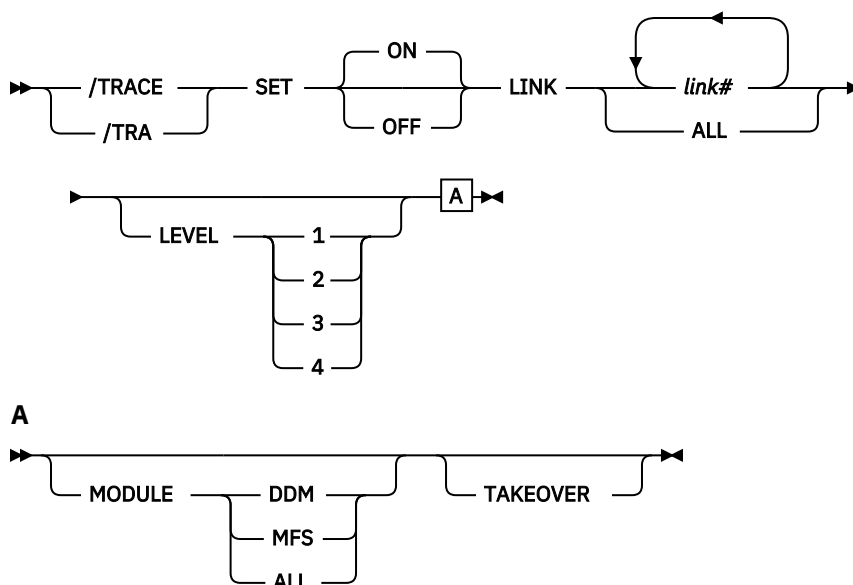 ON
/TRACE SET LINK link#
/TRA OFF ALL
A
LEVEL 1
2
3
4
A
MODULE DDM TAKEOVER
MFS
ALL